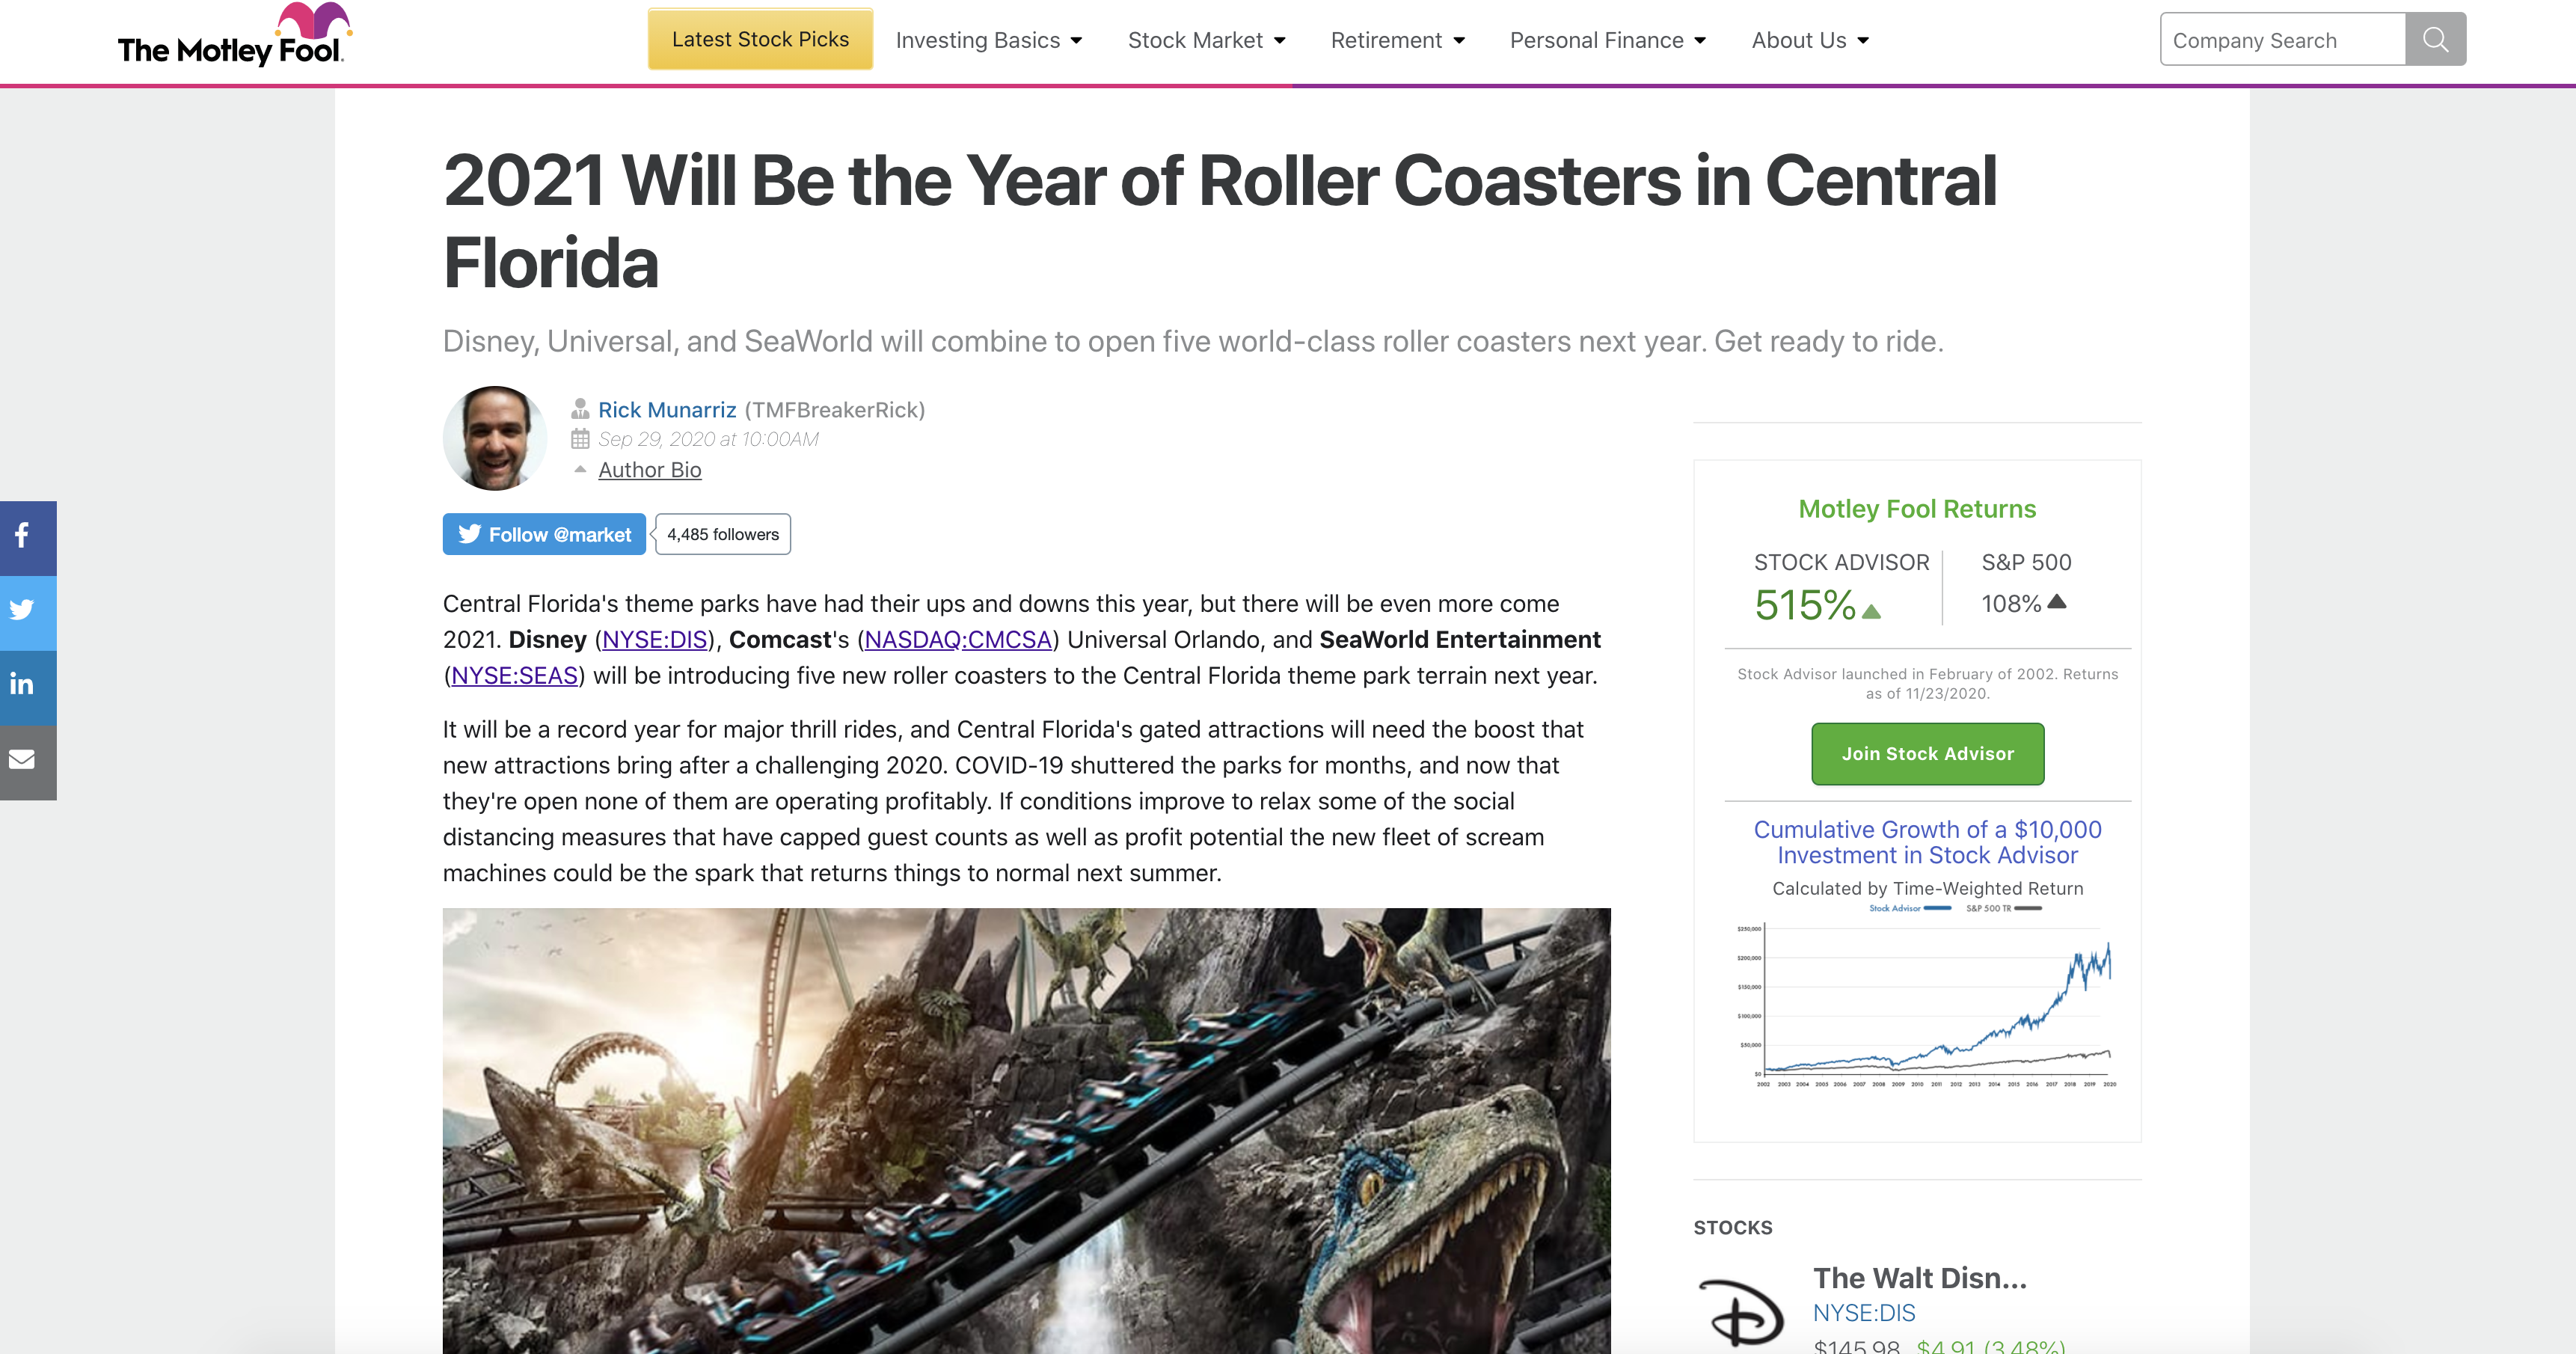 The Motley Fool.
Latest Stock Picks
Investing Basics
Stock Market
Retirement
Personal Finance
About Us
Company Search
2021 Will Be the Year of Roller Coasters in Central
Florida
Disney, Universal, and SeaWorld will combine to open five world-class roller coasters next year. Get ready to ride.
Rick Munarriz (TMFBreakerRick)
Sep 29, 2020 at 10:00AM
Author Bio
Follow @market
4,485 followers
Central Florida's theme parks have had their ups and downs this year, but there will be even more come
2021. Disney (NYSE:DIS), Comcast's (NASDAQ:CMCSA) Universal Orlando, and SeaWorld Entertainment
(NYSE:SEAS) will be introducing five new roller coasters to the Central Florida theme park terrain next year.
It will be a record year for major thrill rides, and Central Florida's gated attractions will need the boost that
new attractions bring after a challenging 2020. COVID-19 shuttered the parks for months, and now that
they're open none of them are operating profitably. If conditions improve to relax some of the social
distancing measures that have capped guest counts as well as profit potential the new fleet of scream
machines could be the spark that returns things to normal next summer.
Motley Fool Returns
STOCK ADVISOR
S&P 500
515%
108%
Stock Advisor launched in February of 2002. Returns
as of 11/23/2020.
Join Stock Advisor
Cumulative Growth of a $10,000
Investment in Stock Advisor
Calculated by Time-Weighted Return
Stock Advisor
S&P 500 TR
$250,000
$200,000
$150,000
$100,000
$50,000
$0
2002 2003 2004 2005 2006 2007 2008 2009 2010 2011 2012 2013 2014 2015 2016 2017 2018 2019 2020
STOCKS
The Walt Disn...
NYSE:DIS
$145.98 $4.91 (3.48%)